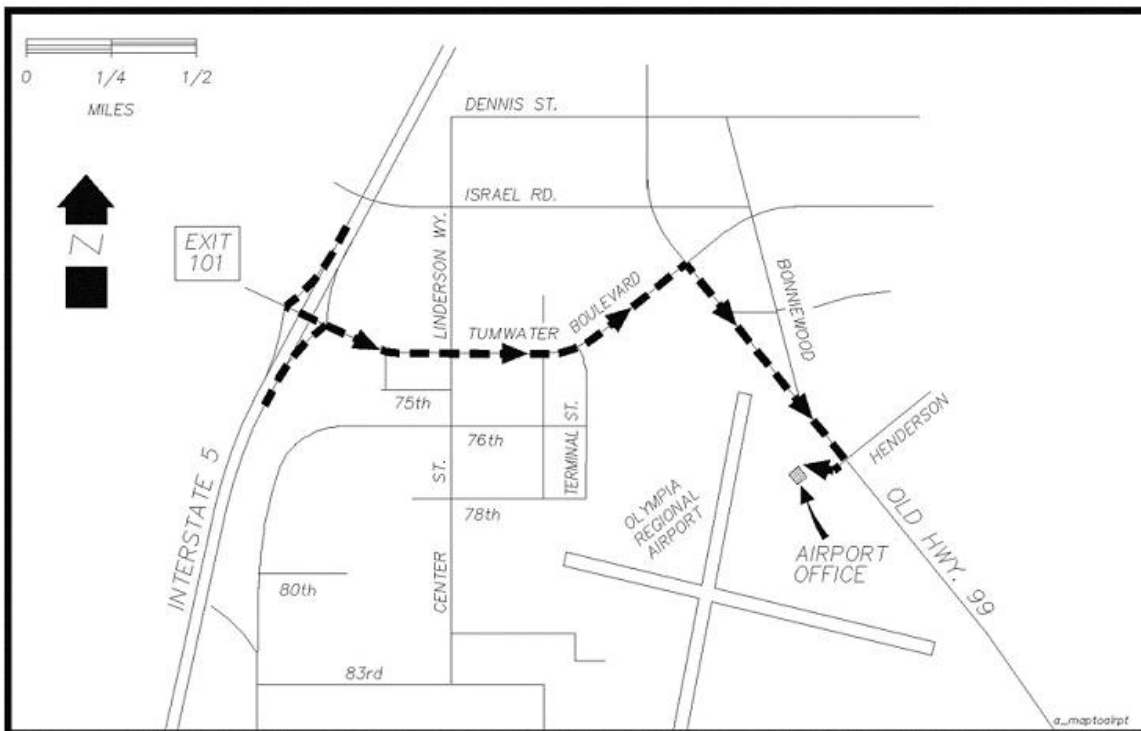 0 1/4 1/2
MILES
N
EXIT
101
DENNIS ST.
ISRAEL RD.
LINDERSON WY.
TUMWATER
BOULEVARD
BONNIEWOOD
75th
76th
TERMINAL ST.
HENDERSON
ST.
78th
INTERSTATE 5
OLYMPIA
REGIONAL
AIRPORT
AIRPORT
OFFICE
OLD HWY. 99
80th
CENTER
83rd
a_maptoairpt